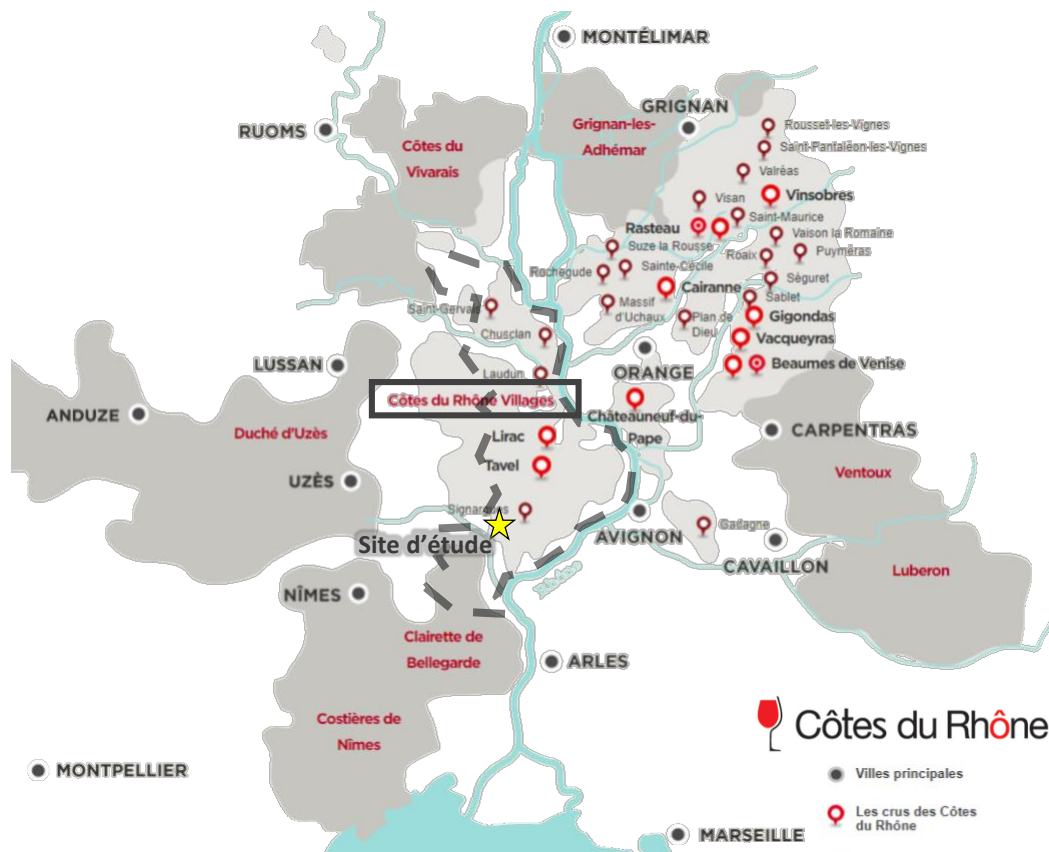 MONTÉLIMAR
GRIGNAN
RUOMS
Grignan-les-
Adhémar
Côtes du
Vivarais
Rousset-les-Vignes
Saint-Pantaléon-les-Vignes
Valréas
Vinsobres
Visan
Saint-Maurice
Rasteau
Vaison la Romaine
Suze la Rousse
Puyméras
Roaix
Rochegude
Sainte-Cécile
Séguret
Cairanne
Sablet
Saint-Gervais
Massif
d'Uchaux
Plan de
Dieu
Gigondas
Chusclan
Vacqueyras
LUSSAN
Laudun
ORANGE
Beaumes de Venise
Côtes du Rhône Villages
ANDUZE
Châteauneuf-du-
Pape
Duché d'Uzès
Lirac
CARPENTRAS
Tavel
Ventoux
UZÈS
Signargues
Gadagne
AVIGNON
Site d'étude
CAVAILLON
Luberon
Rhône
NÎMES
Clairette de
Bellegarde
ARLES
Costières de
Nîmes
Côtes du Rhône
MONTPELLIER
Villes principales
Les crus des Côtes
du Rhône
MARSEILLE